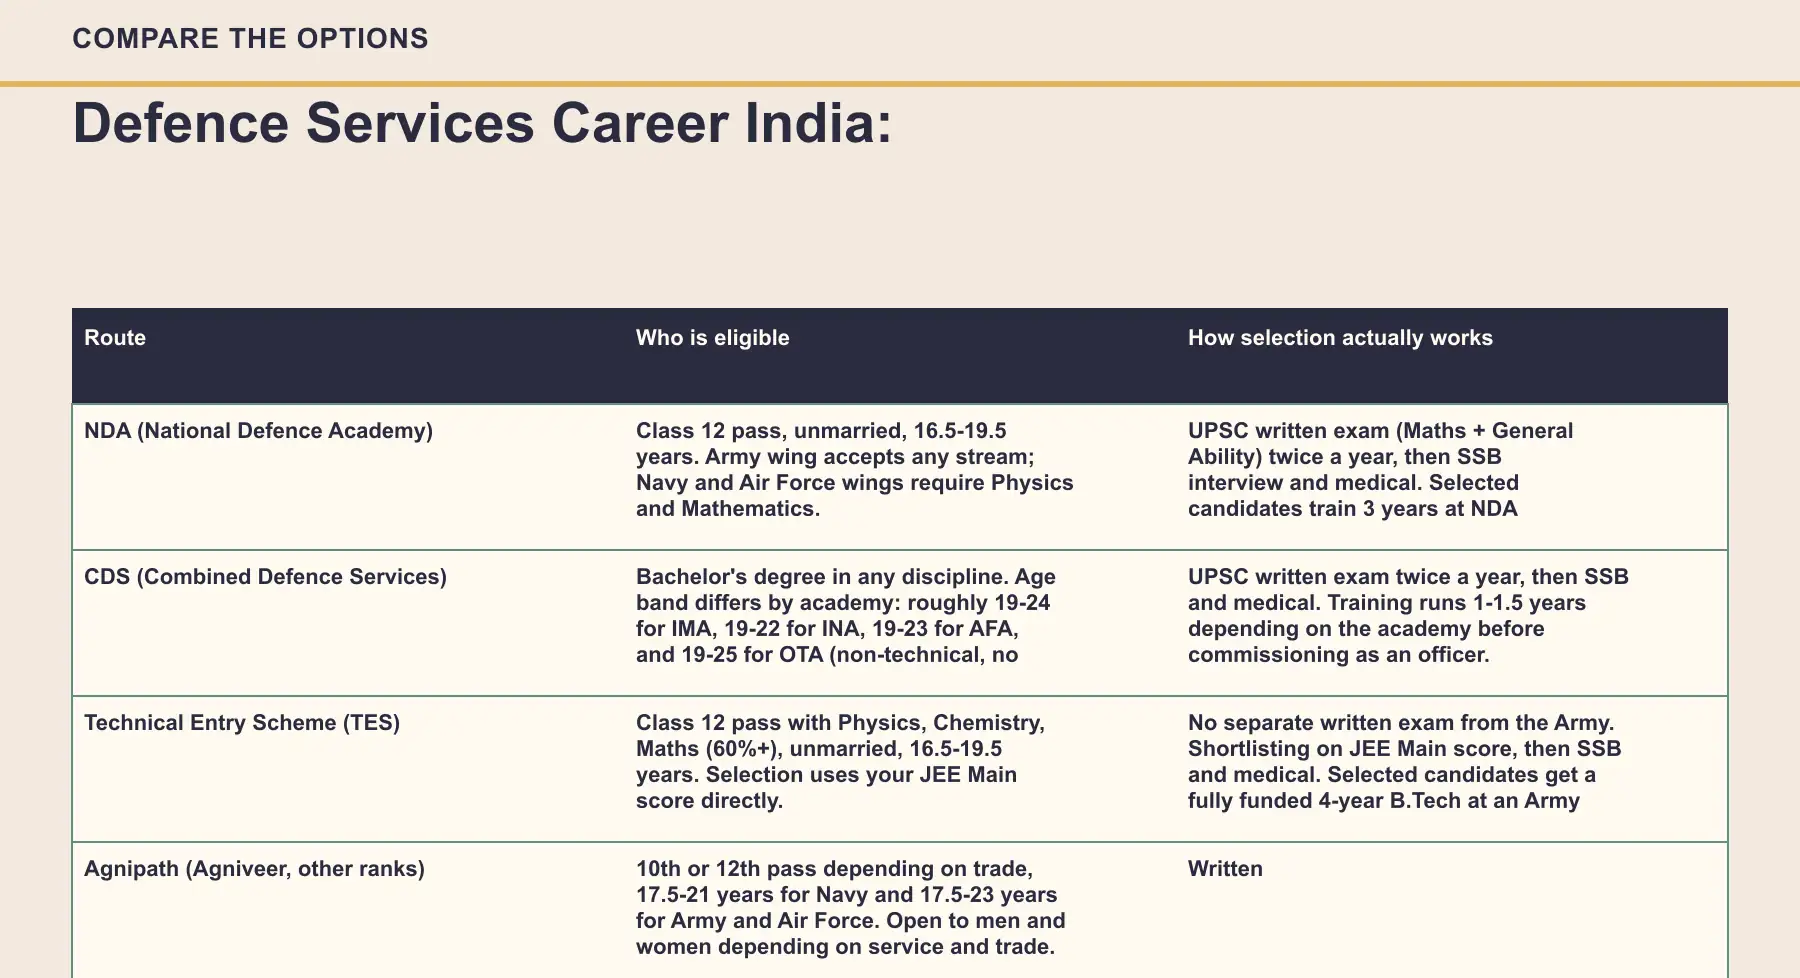 COMPARE THE OPTIONS
Defence Services Career India:
Route
Who is eligible
How selection actually works
NDA (National Defence Academy)
Class 12 pass, unmarried, 16.5-19.5
years. Army wing accepts any stream;
Navy and Air Force wings require Physics
and Mathematics.
UPSC written exam (Maths + General
Ability) twice a year, then SSB
interview and medical. Selected
candidates train 3 years at NDA
CDS (Combined Defence Services)
Bachelor's degree in any discipline. Age
band differs by academy: roughly 19-24
for IMA, 19-22 for INA, 19-23 for AFA,
and 19-25 for OTA (non-technical, no
UPSC written exam twice a year, then SSB
and medical. Training runs 1-1.5 years
depending on the academy before
commissioning as an officer.
Technical Entry Scheme (TES)
Class 12 pass with Physics, Chemistry,
Maths (60%+), unmarried, 16.5-19.5
years. Selection uses your JEE Main
score directly.
No separate written exam from the Army.
Shortlisting on JEE Main score, then SSB
and medical. Selected candidates get a
fully funded 4-year B.Tech at an Army
Agnipath (Agniveer, other ranks)
10th or 12th pass depending on trade,
17.5-21 years for Navy and 17.5-23 years
for Army and Air Force. Open to men and
women depending on service and trade.
Written